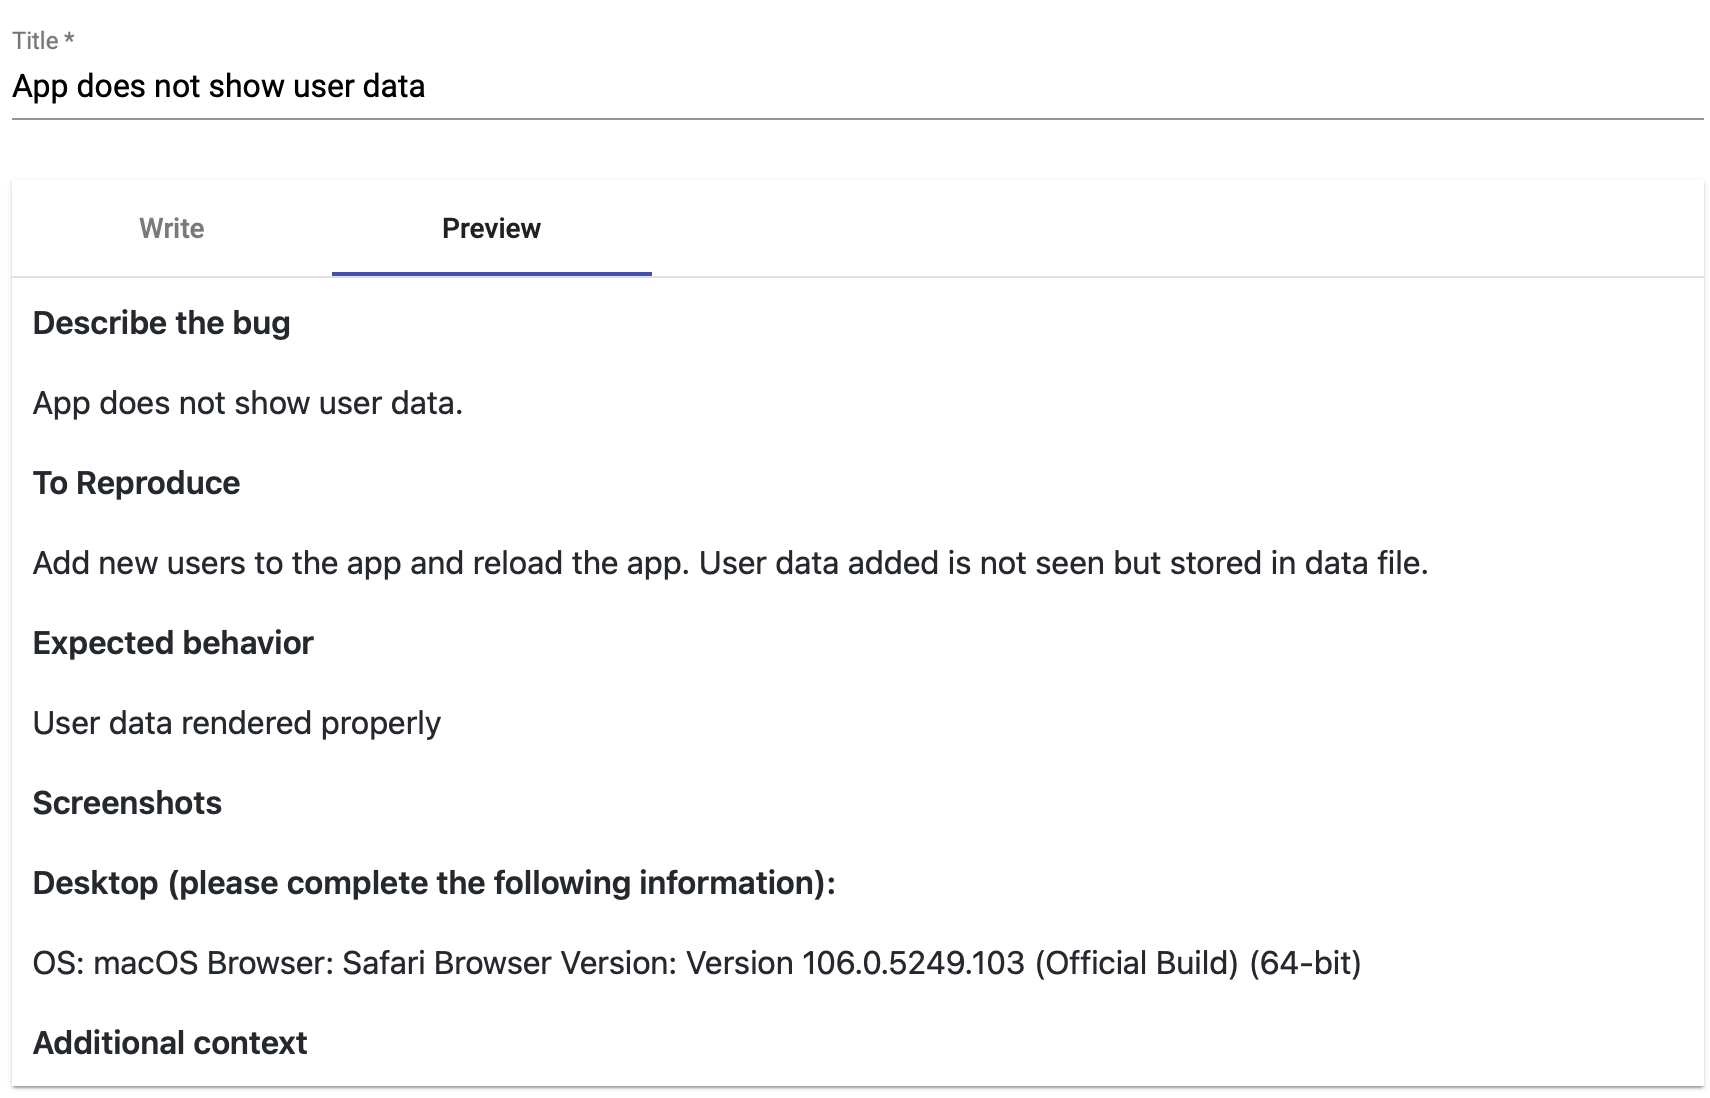 Title *
App does not show user data
Write
Preview
Describe the bug
App does not show user data.
To Reproduce
Add new users to the app and reload the app. User data added is not seen but stored in data file.
Expected behavior
User data rendered properly
Screenshots
Desktop (please complete the following information):
OS: macOS Browser: Safari Browser Version: Version 106.0.5249.103 (Official Build) (64-bit)
Additional context